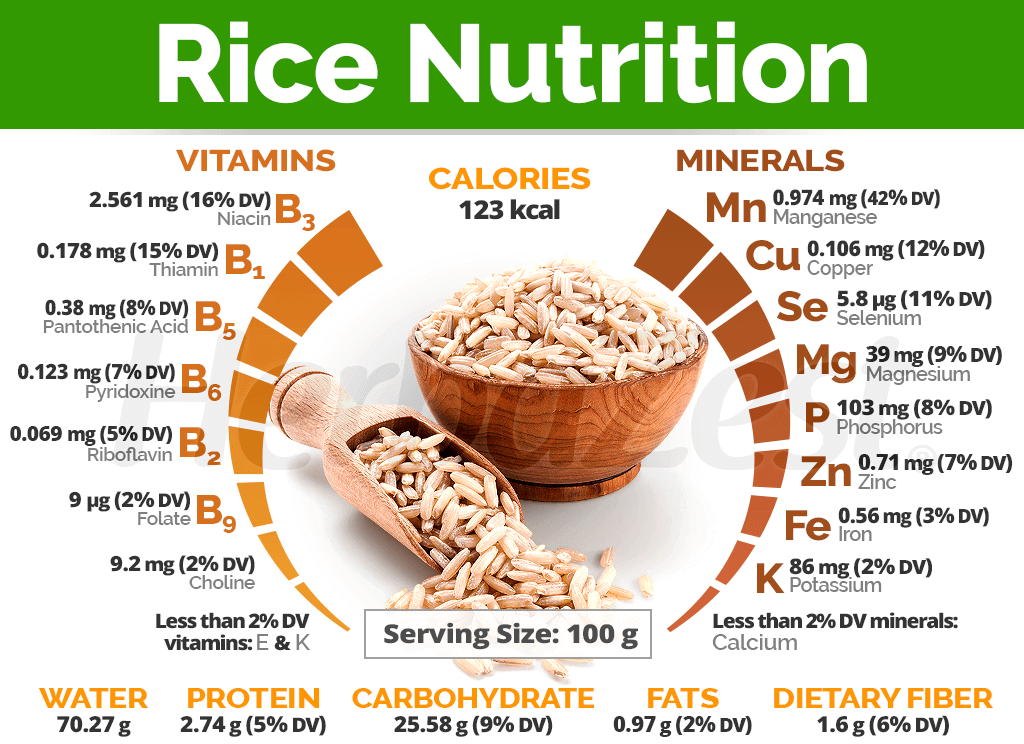 Rice Nutrition
VITAMINS
2.561 mg (16% DV)
Niacin
B3
0.178 mg (15% DV)
Thiamin
B1
0.38 mg (8% DV)
Pantothenic Acid
B5
0.123 mg (7% DV)
Pyridoxine
B6
0.069 mg (5% DV)
Riboflavin
B2
9 µg (2% DV)
Folate
B9
9.2 mg (2% DV)
Choline
Less than 2% DV
vitamins: E & K
CALORIES
123 kcal
MINERALS
Mn
0.974 mg (42% DV)
Manganese
Cu
0.106 mg (12% DV)
Copper
Se
5.8 µg (11% DV)
Selenium
Mg
39 mg (9% DV)
Magnesium
P
103 mg (8% DV)
Phosphorus
Zn
0.71 mg (7% DV)
Zinc
Fe
0.56 mg (3% DV)
Iron
K
86 mg (2% DV)
Potassium
Less than 2% DV minerals:
Calcium
HerbaZest®
Serving Size: 100 g
WATER
70.27 g
PROTEIN
2.74 g (5% DV)
CARBOHYDRATE
25.58 g (9% DV)
FATS
0.97 g (2% DV)
DIETARY FIBER
1.6 g (6% DV)